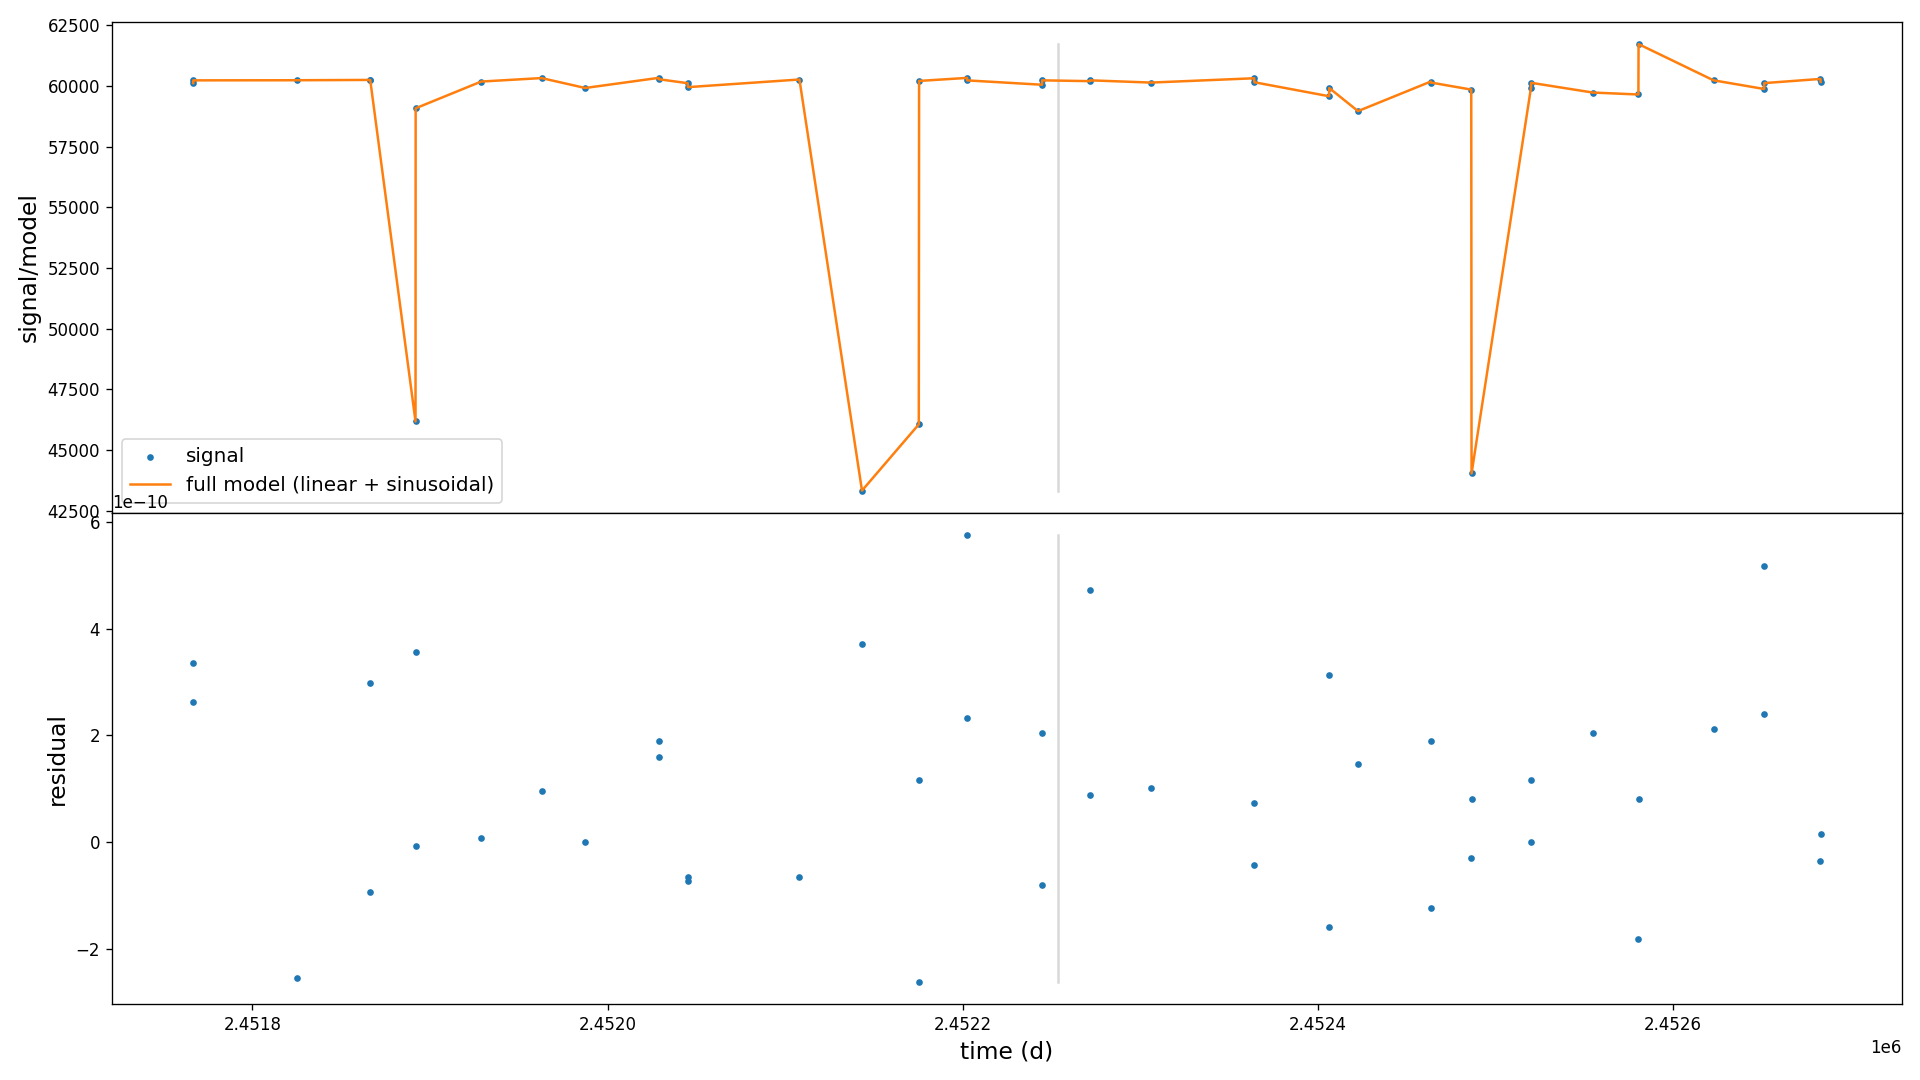 62500
60000
57500
55000
52500
50000
47500
45000
42500
signal/model
signal
full model (linear + sinusoidal)
1e−10
6
4
2
0
−2
residual
2.4518
2.4520
2.4522
2.4524
2.4526
time (d)
1e6